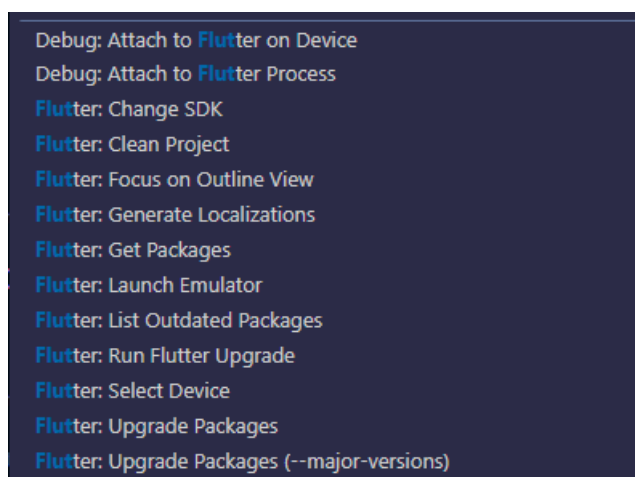 Debug: Attach to Flutter on Device
Debug: Attach to Flutter Process
Flutter: Change SDK
Flutter: Clean Project
Flutter: Focus on Outline View
Flutter: Generate Localizations
Flutter: Get Packages
Flutter: Launch Emulator
Flutter: List Outdated Packages
Flutter: Run Flutter Upgrade
Flutter: Select Device
Flutter: Upgrade Packages
Flutter: Upgrade Packages (--major-versions)